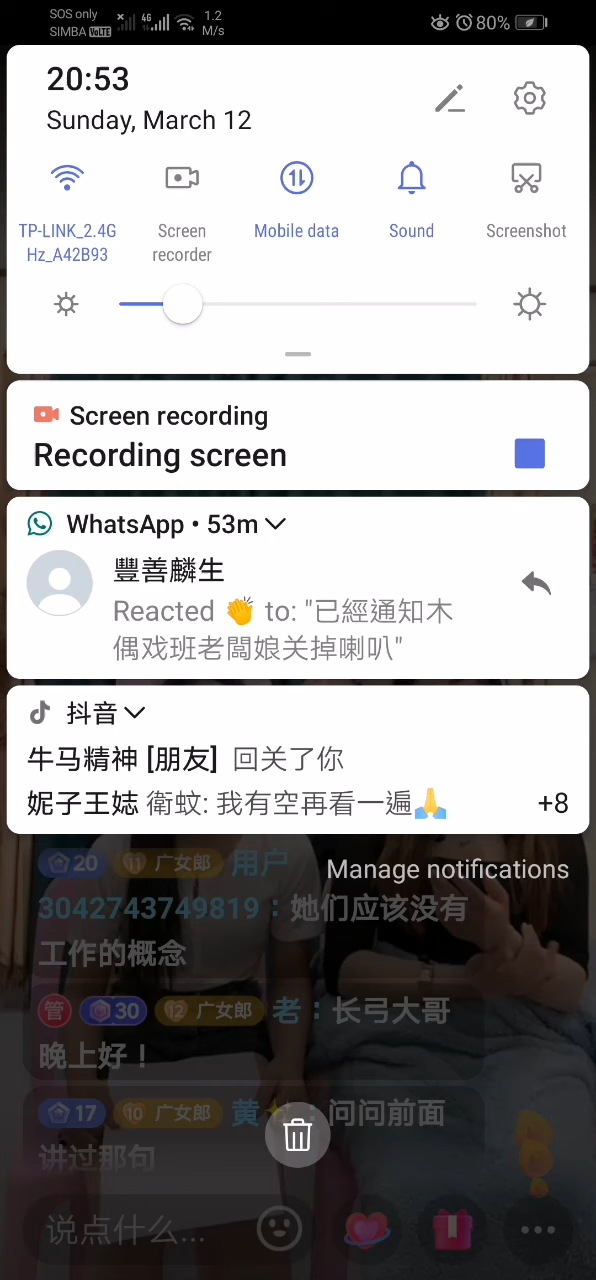 SOS only
SIMBA VoLTE
4G
1.2
M/s
80%
20:53
Sunday, March 12
TP-LINK_2.4G
Hz_A42B93
Screen
recorder
Mobile data
Sound
Screenshot
Screen recording
Recording screen
WhatsApp • 53m
豐善麟生
Reacted 👏 to: "已經通知木
偶戏班老闆娘关掉喇叭"
抖音
牛马精神 [朋友] 回关了你
妮子王娡 衛蚊: 我有空再看一遍🙏 +8
Manage notifications
20 11 广女郎 用户
3042743749819：她们应该没有
工作的概念
管 30 12 广女郎 老：长弓大哥
晚上好！
17 10 广女郎 黄✨：问问前面
讲过那句
说点什么...